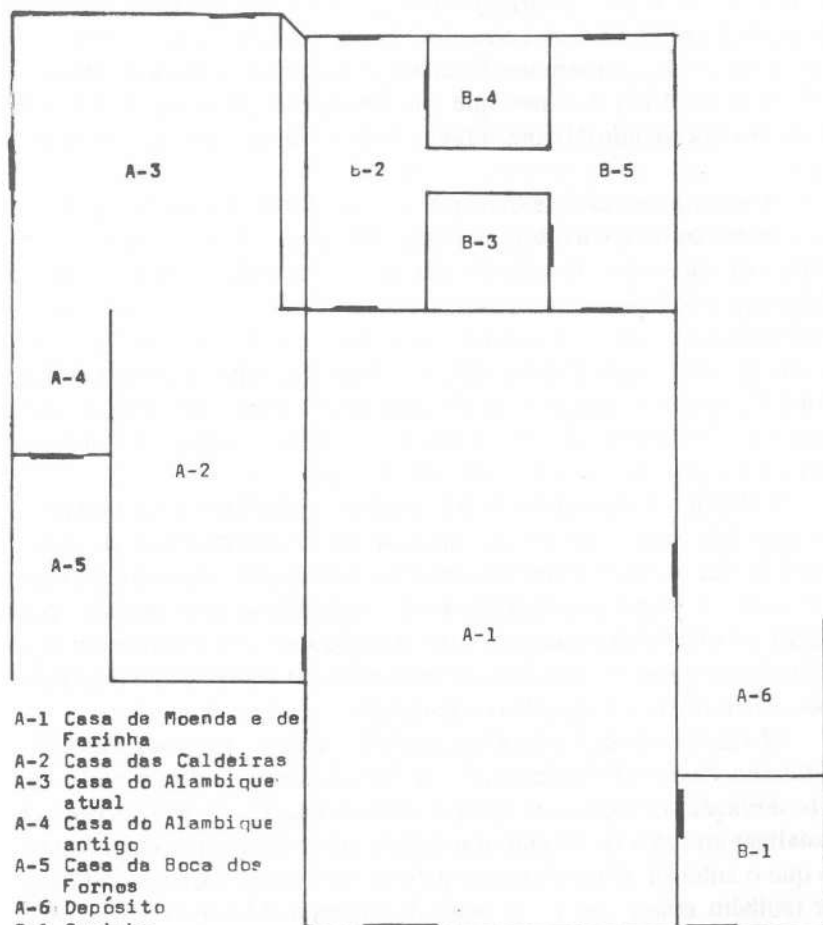 B-4
A-3
b-2
B-5
B-3
A-4
A-2
A-5
A-1
A-6
B-1
A-1 Casa de Moenda e de
Farinha
A-2 Casa das Caldeiras
A-3 Casa do Alambique
atual
A-4 Casa do Alambique
antigo
A-5 Casa da Boca dos
Fornos
A-6 Depósito